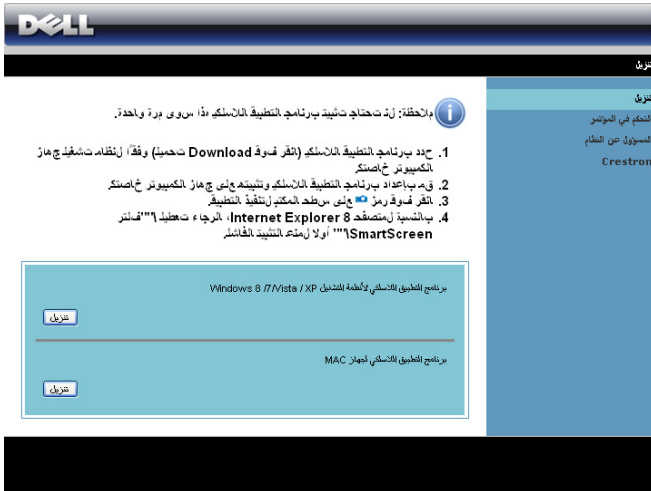 DELL
تنزيل
تنزيل
التحكم في المؤتمر
المسؤول عن النظام
Crestron
ملاحظة: لن تحتاج تثبيت برنامج التطبيق اللاسلكي هذا سوى مرة واحدة.
1. حدد برنامج التطبيق اللاسلكي (انقر فوق Download تحميل) وفقًا لنظام تشغيل جهاز
الكمبيوتر خاصتك.
2. قم بإعداد برنامج التطبيق اللاسلكي وتثبيته على جهاز الكمبيوتر خاصتك.
3. انقر فوق رمز على سطح المكتب لتنفيذ التطبيق.
4. بالنسبة لمتصفح Internet Explorer 8، الرجاء تعطيل \"'فلتر
SmartScreen\"'" أولا لمنع التثبيت الفاشل.
برنامج التطبيق اللاسلكي لأنظمة التشغيل Windows 8 /7/Vista / XP
تنزيل
برنامج التطبيق اللاسلكي لجهاز MAC
تنزيل